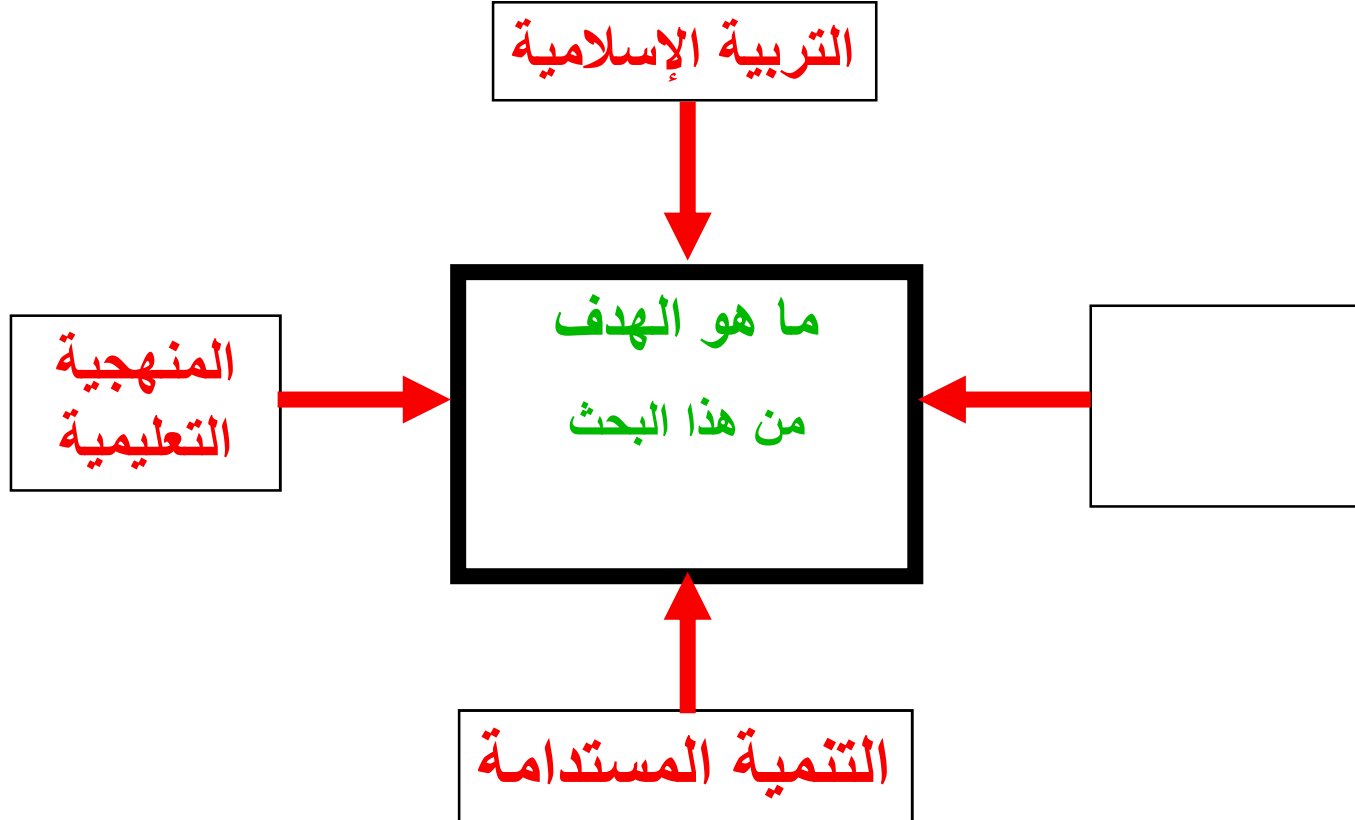 التربية الإسلامية
ما هو الهدف
من هذا البحث
المنهجية
التعليمية
التنمية المستدامة